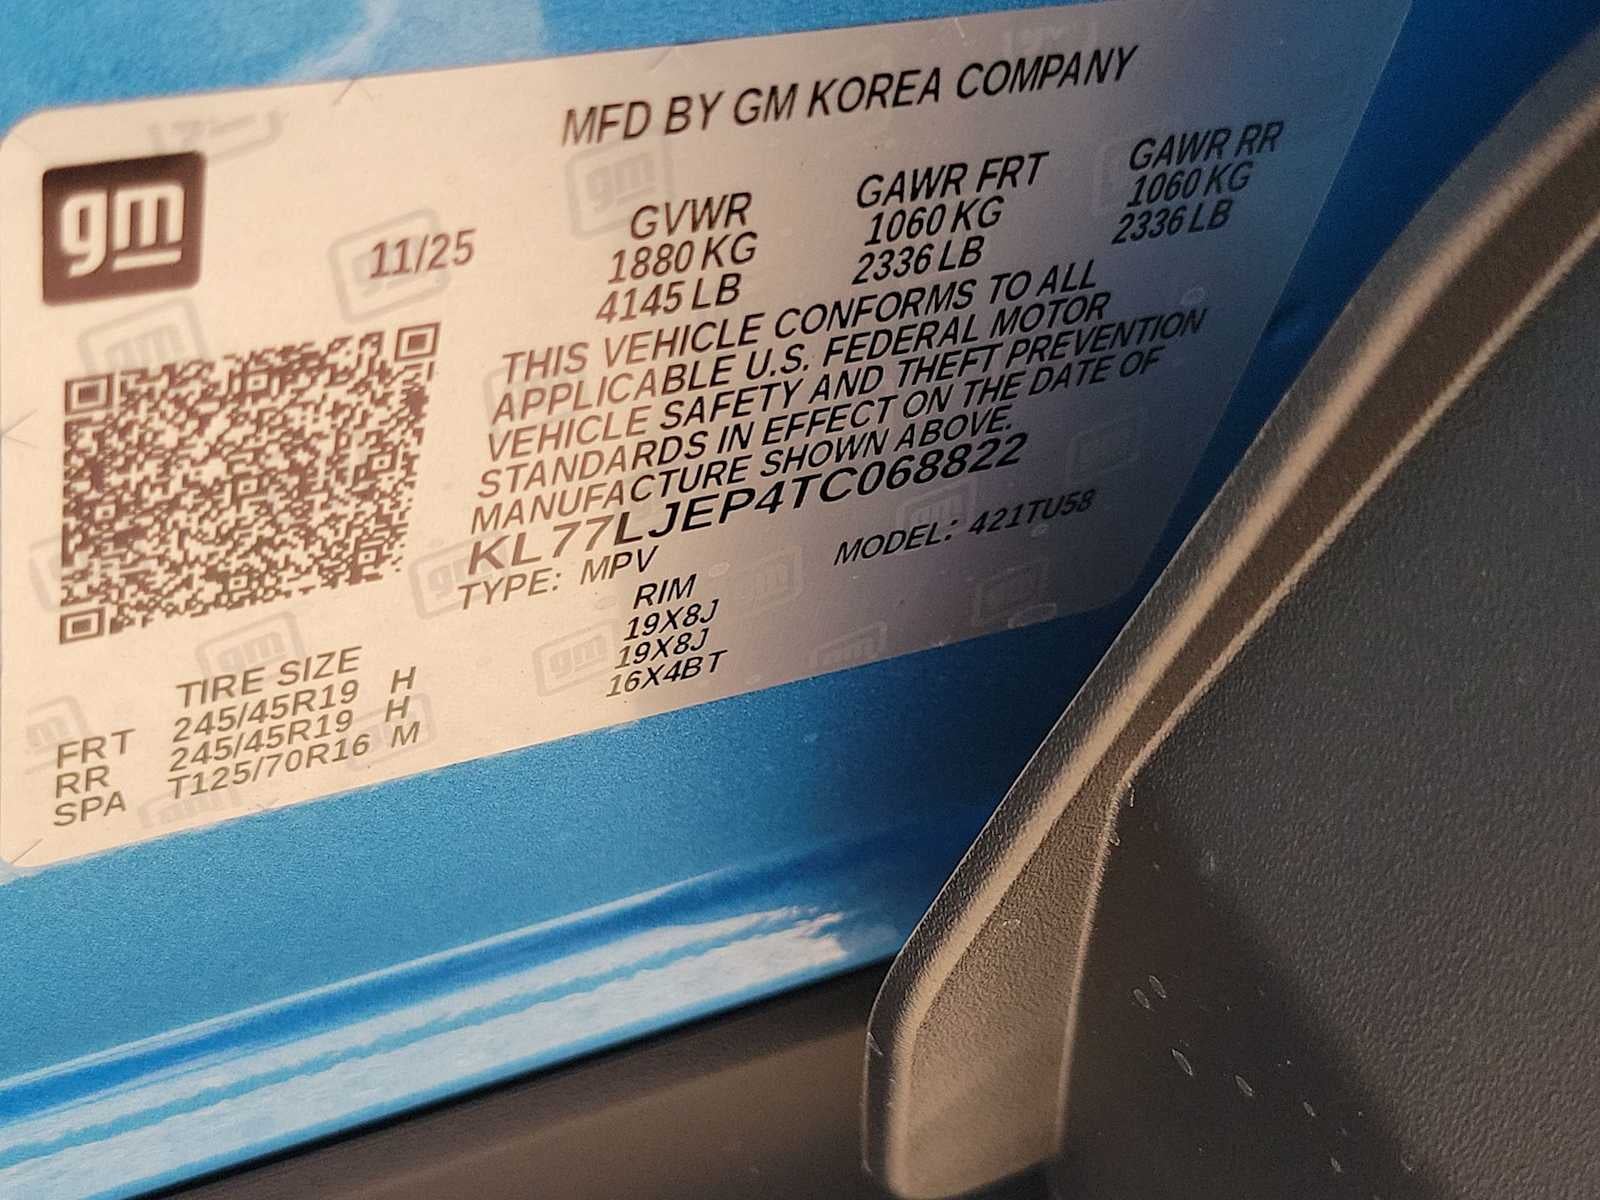 MFD BY GM KOREA COMPANY
gm
11/25
GVWR GAWR FRT GAWR RR
1880 KG 1060 KG 1060 KG
4145 LB 2336 LB 2336 LB
THIS VEHICLE CONFORMS TO ALL
APPLICABLE U.S. FEDERAL MOTOR
VEHICLE SAFETY AND THEFT PREVENTION
STANDARDS IN EFFECT ON THE DATE OF
MANUFACTURE SHOWN ABOVE.
KL77LJEP4TC068822
TYPE: MPV MODEL: 421TU58
TIRE SIZE RIM
FRT 245/45R19 H 19X8J
RR 245/45R19 H 19X8J
SPA T125/70R16 M 16X4BT